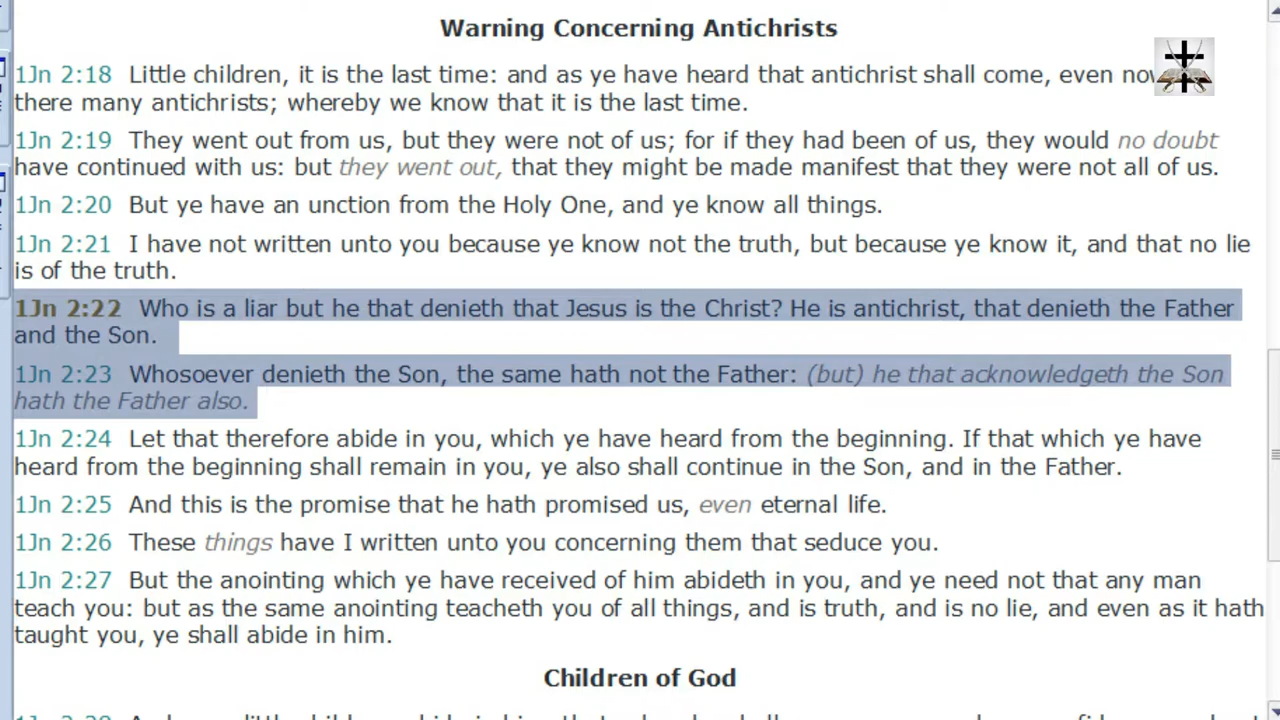 Warning Concerning Antichrists
1Jn 2:18 Little children, it is the last time: and as ye have heard that antichrist shall come, even now
there many antichrists; whereby we know that it is the last time.
1Jn 2:19 They went out from us, but they were not of us; for if they had been of us, they would no doubt
have continued with us: but they went out, that they might be made manifest that they were not all of us.
1Jn 2:20 But ye have an unction from the Holy One, and ye know all things.
1Jn 2:21 I have not written unto you because ye know not the truth, but because ye know it, and that no lie
is of the truth.
1Jn 2:22 Who is a liar but he that denieth that Jesus is the Christ? He is antichrist, that denieth the Father
and the Son.
1Jn 2:23 Whosoever denieth the Son, the same hath not the Father: (but) he that acknowledgeth the Son
hath the Father also.
1Jn 2:24 Let that therefore abide in you, which ye have heard from the beginning. If that which ye have
heard from the beginning shall remain in you, ye also shall continue in the Son, and in the Father.
1Jn 2:25 And this is the promise that he hath promised us, even eternal life.
1Jn 2:26 These things have I written unto you concerning them that seduce you.
1Jn 2:27 But the anointing which ye have received of him abideth in you, and ye need not that any man
teach you: but as the same anointing teacheth you of all things, and is truth, and is no lie, and even as it hath
taught you, ye shall abide in him.
Children of God